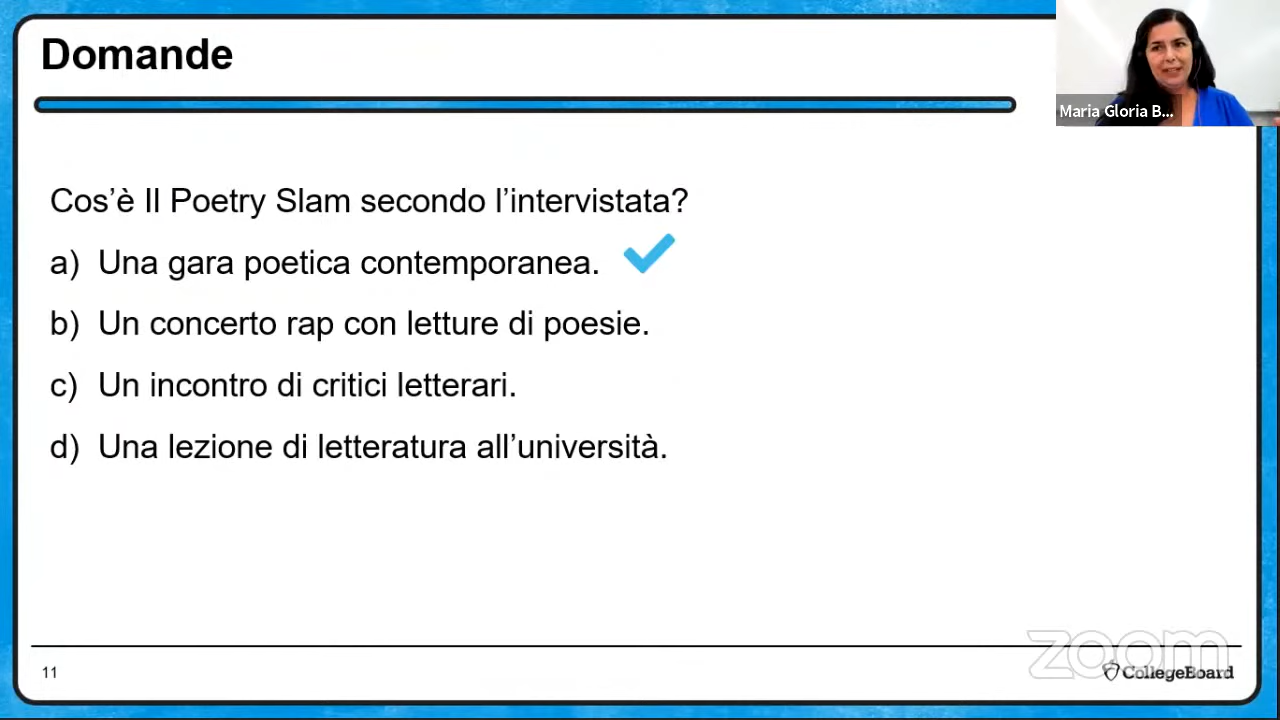 Domande
Maria Gloria B...
Cos’è Il Poetry Slam secondo l’intervistata?
a) Una gara poetica contemporanea.
b) Un concerto rap con letture di poesie.
c) Un incontro di critici letterari.
d) Una lezione di letteratura all’università.
zoom
11
CollegeBoard